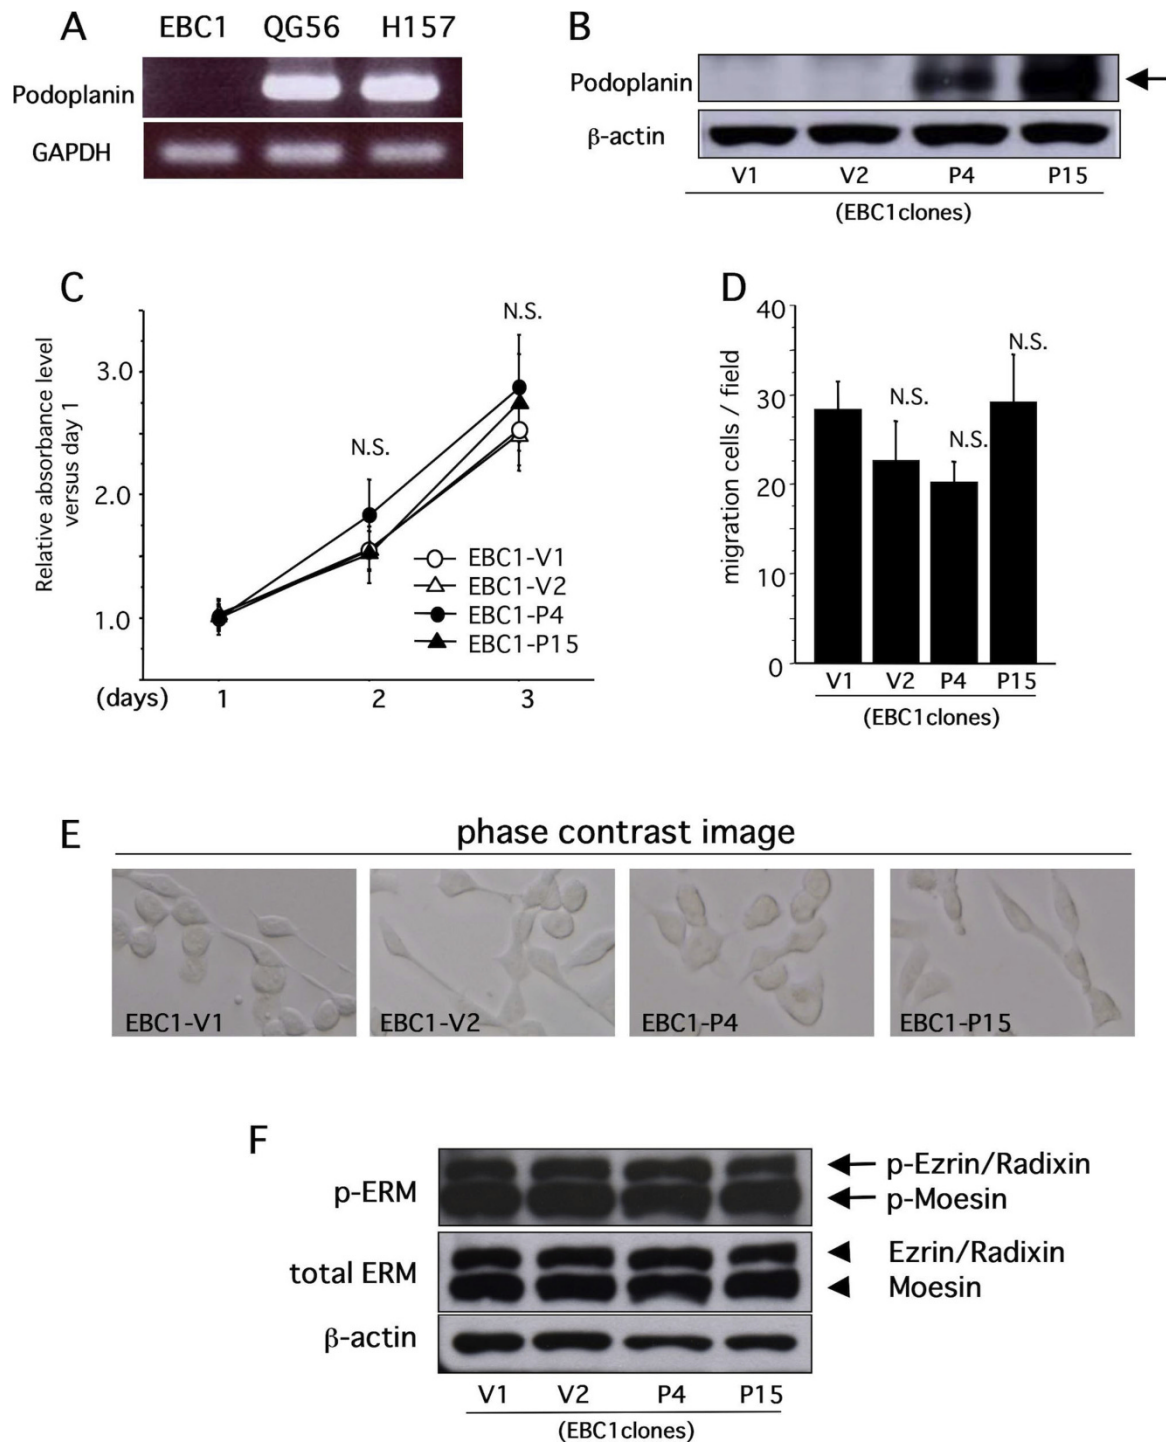 A
EBC1 QG56 H157
Podoplanin
GAPDH
B
Podoplanin
β-actin
V1 V2 P4 P15
(EBC1clones)
C
Relative absorbance level
versus day 1
3.0
2.0
1.0
N.S.
N.S.
EBC1-V1
EBC1-V2
EBC1-P4
EBC1-P15
(days) 1 2 3
D
migration cells / field
40
30
20
10
0
N.S.
N.S.
N.S.
V1 V2 P4 P15
(EBC1clones)
E
phase contrast image
EBC1-V1 EBC1-V2 EBC1-P4 EBC1-P15
F
p-ERM
p-Ezrin/Radixin
p-Moesin
total ERM
Ezrin/Radixin
Moesin
β-actin
V1 V2 P4 P15
(EBC1clones)